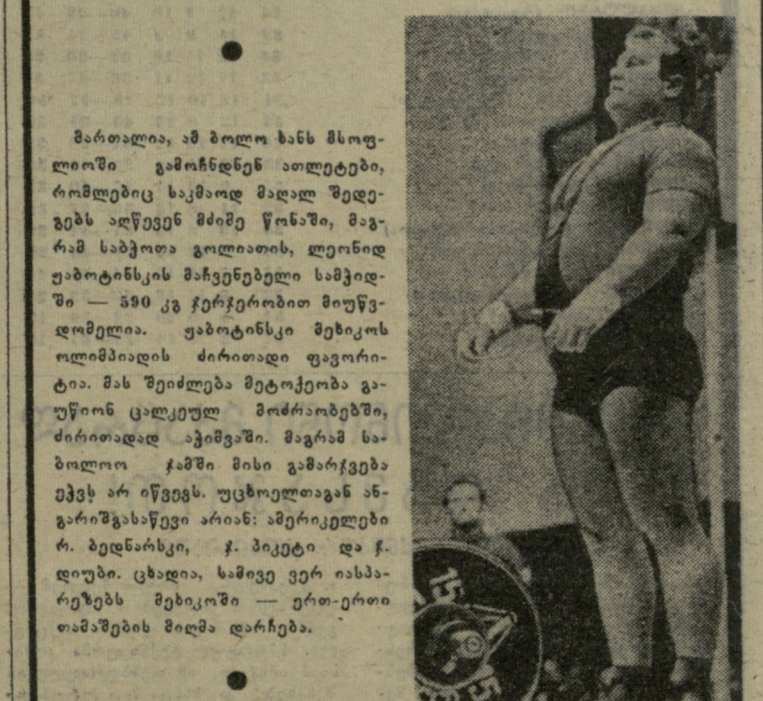 მართალია, ამ ბოლო ხანს მსოფ-
ლიოში გამოჩნდნენ ათლეტები,
რომლებიც საკმაოდ მაღალ შედე-
გებს აღწევენ მძიმე წონაში, მაგ-
რამ საბჭოთა გოლიათის, ლეონიდ
ჟაბოტინსკის მაჩვენებელი სამჭიდ-
ში — 590 კგ ჯერჯერობით მიუწვ-
დომელია. ჟაბოტინსკი მეხიკოს
ოლიმპიადის ძირითადი ფავორი-
ტია. მას შეიძლება მეტოქეობა გა-
უწიონ ცალკეულ მოძრაობებში,
ძირითადად აჭიმვაში. მაგრამ სა-
ბოლოო ჯამში მისი გამარჯვება
ეჭვს არ იწვევს. უცხოელთაგან ან-
გარიშგასაწევი არიან: ამერიკელები
რ. ბედნარსკი, ჯ. პიკეტი და ჯ.
დიუბი. ცხადია, სამივე ვერ იასპა-
რეზებს მეხიკოში — ერთ-ერთი
თამაშების მიღმა დარჩება.
15
15